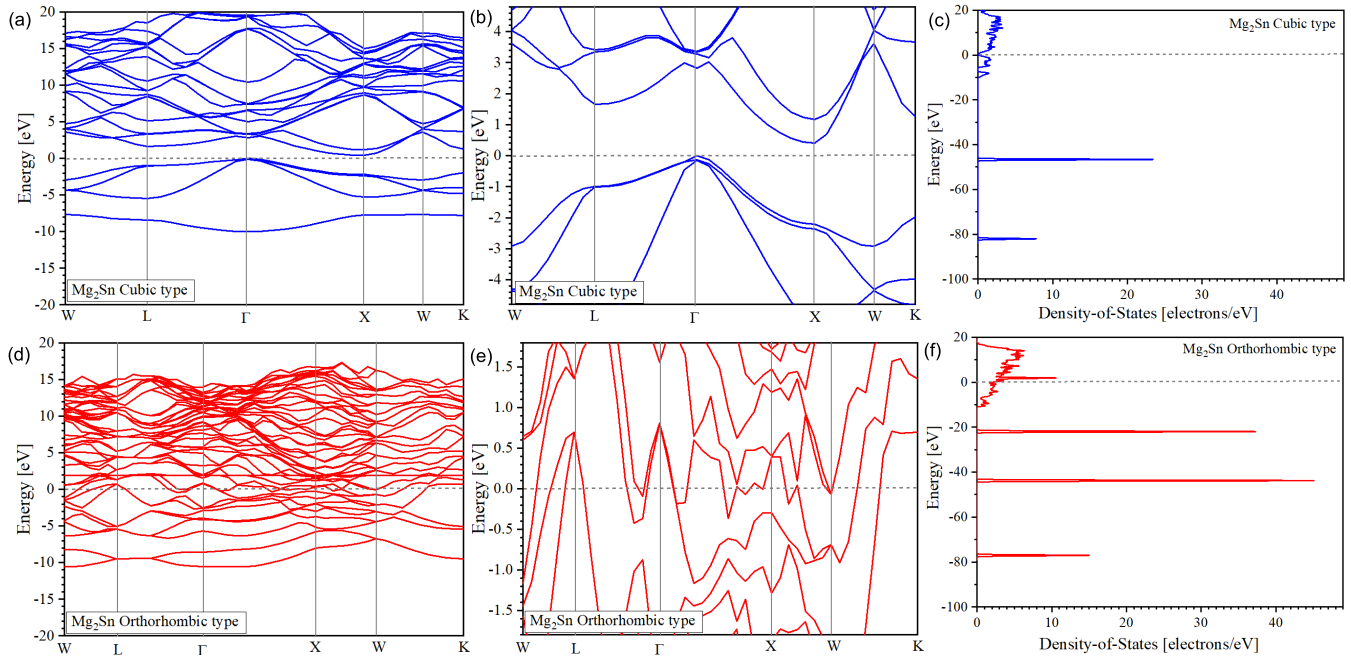 (a)
Energy [eV]
20
15
10
5
0
-5
-10
15
-20
Mg₂Sn Cubic type
W L Γ X W K
(b)
Energy [eV]
4
3
2
1
0
-1
-2
-3
-4
Mg₂Sn Cubic type
W L Γ X W K
(c)
Mg₂Sn Cubic type
Energy [eV]
20
0
-20
-40
-60
-80
-100
0 10 20 30 40
Density-of-States [electrons/eV]
(d)
Energy [eV]
20
15
10
5
0
-5
-10
15
-20
Mg₂Sn Orthorhombic type
W L Γ X W K
(e)
Energy [eV]
1.5
1.0
0.5
0.0
-0.5
-1.0
-1.5
Mg₂Sn Orthorhombic type
W L Γ X W K
(f)
Mg₂Sn Orthorhombic type
Energy [eV]
20
0
-20
-40
-60
-80
-100
0 10 20 30 40
Density-of-States [electrons/eV]